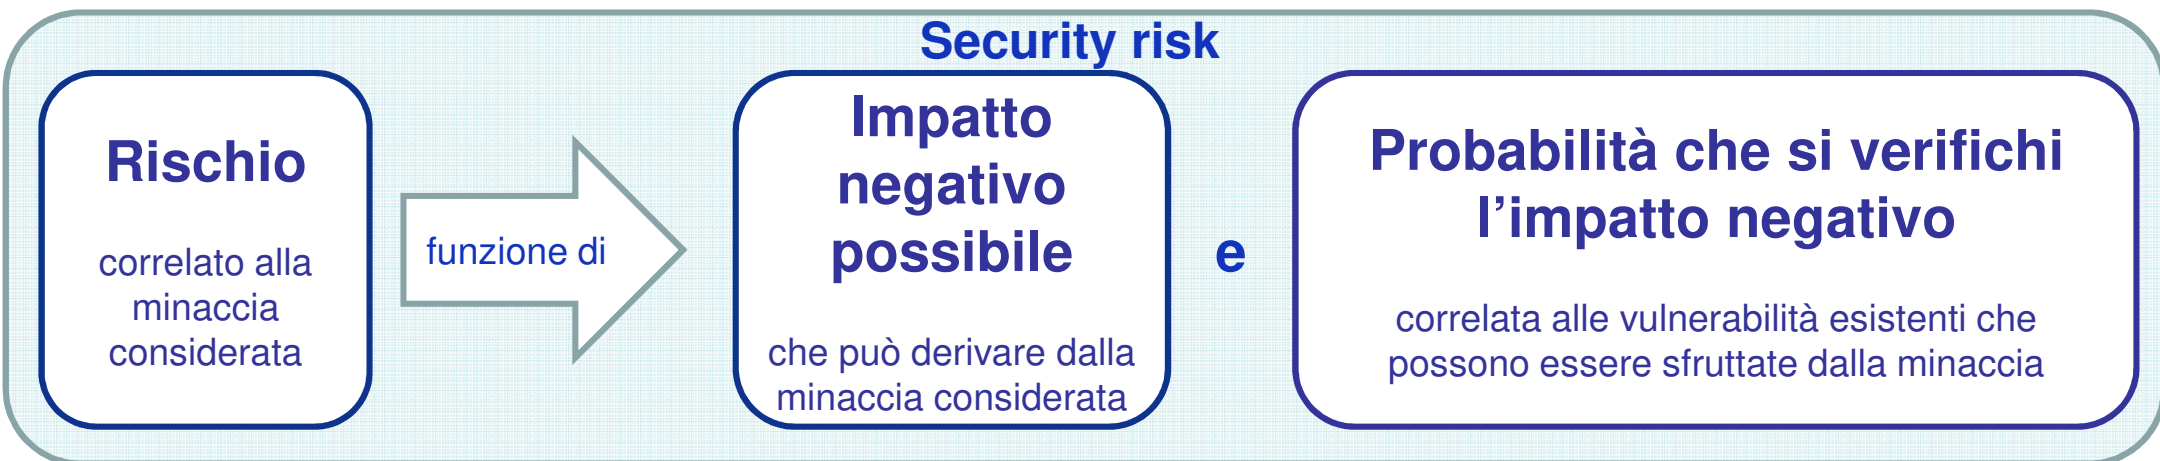 Security risk
Rischio
correlato alla
minaccia
considerata
funzione di
Impatto
negativo
possibile
che può derivare dalla
minaccia considerata
e
Probabilità che si verifichi
l’impatto negativo
correlata alle vulnerabilità esistenti che
possono essere sfruttate dalla minaccia